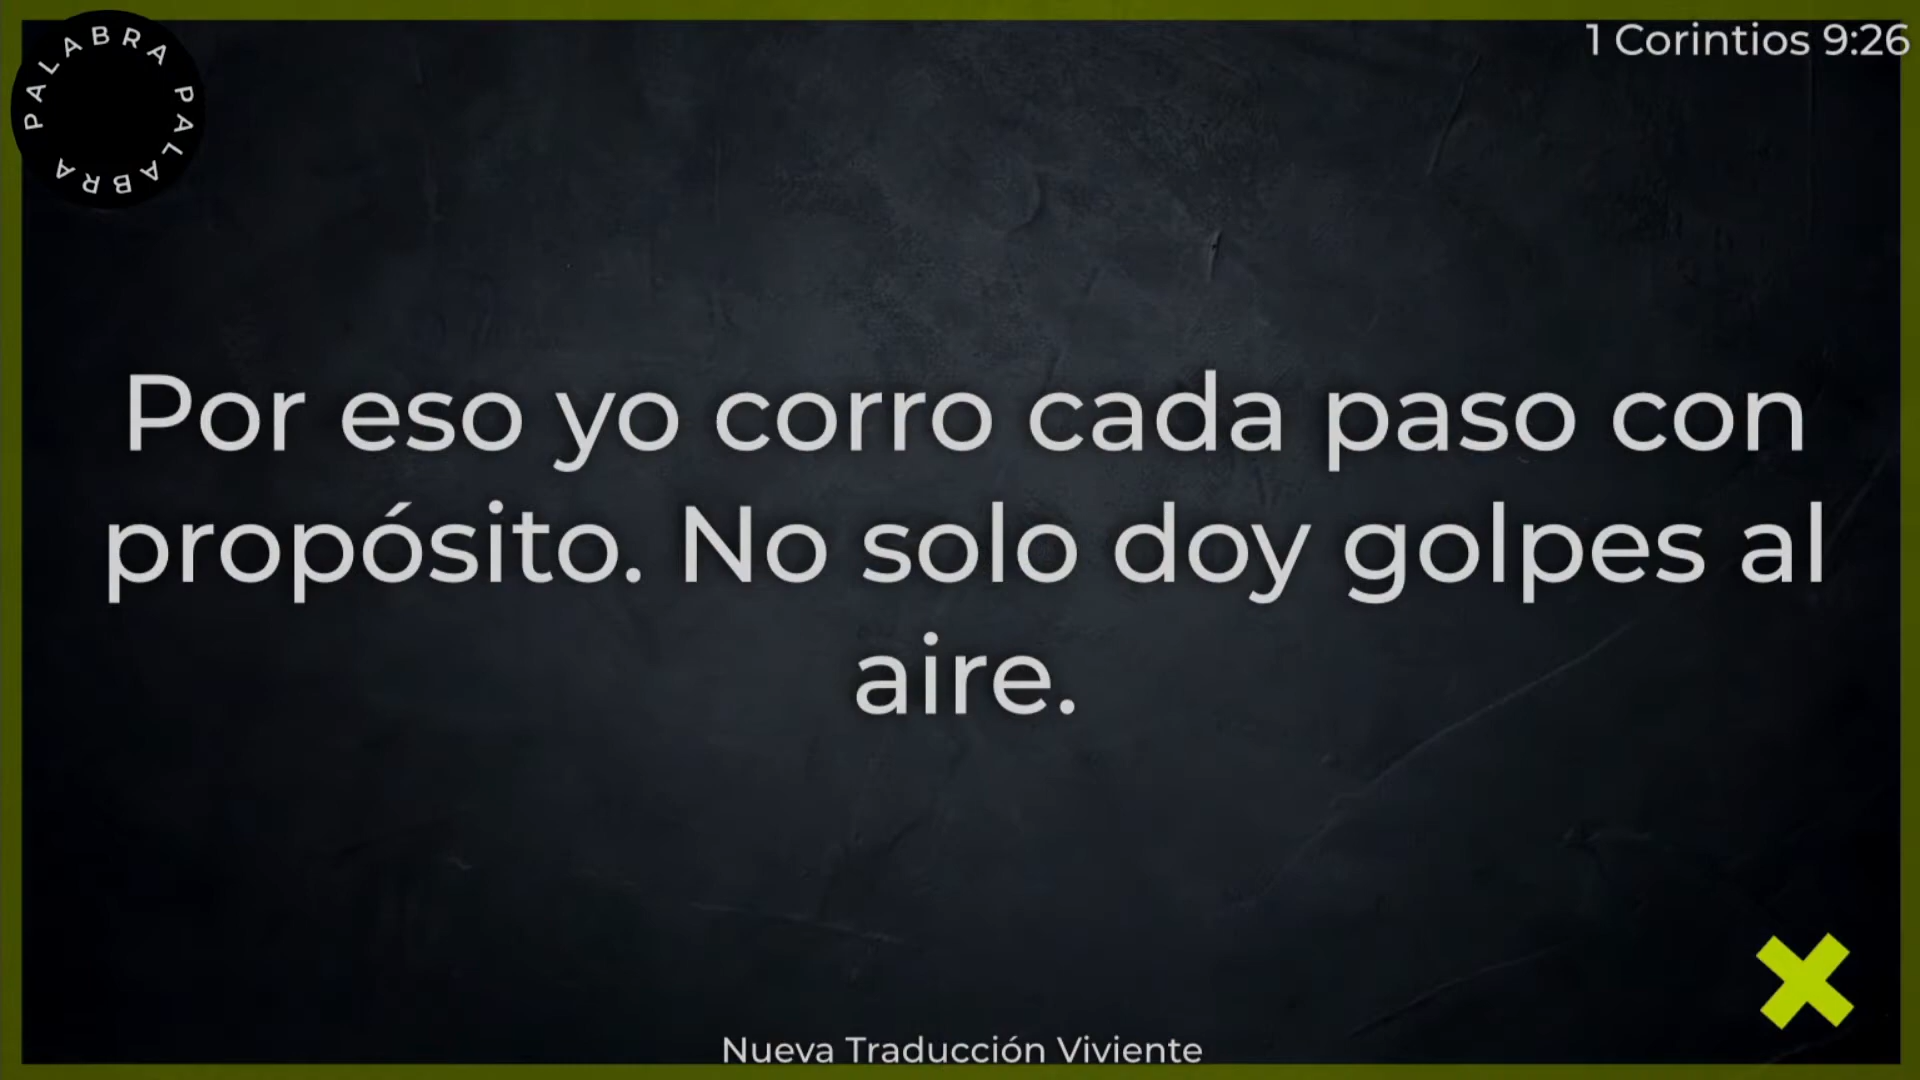 PALABRA PALABRA
1 Corintios 9:26
Por eso yo corro cada paso con
propósito. No solo doy golpes al
aire.
Nueva Traducción Viviente